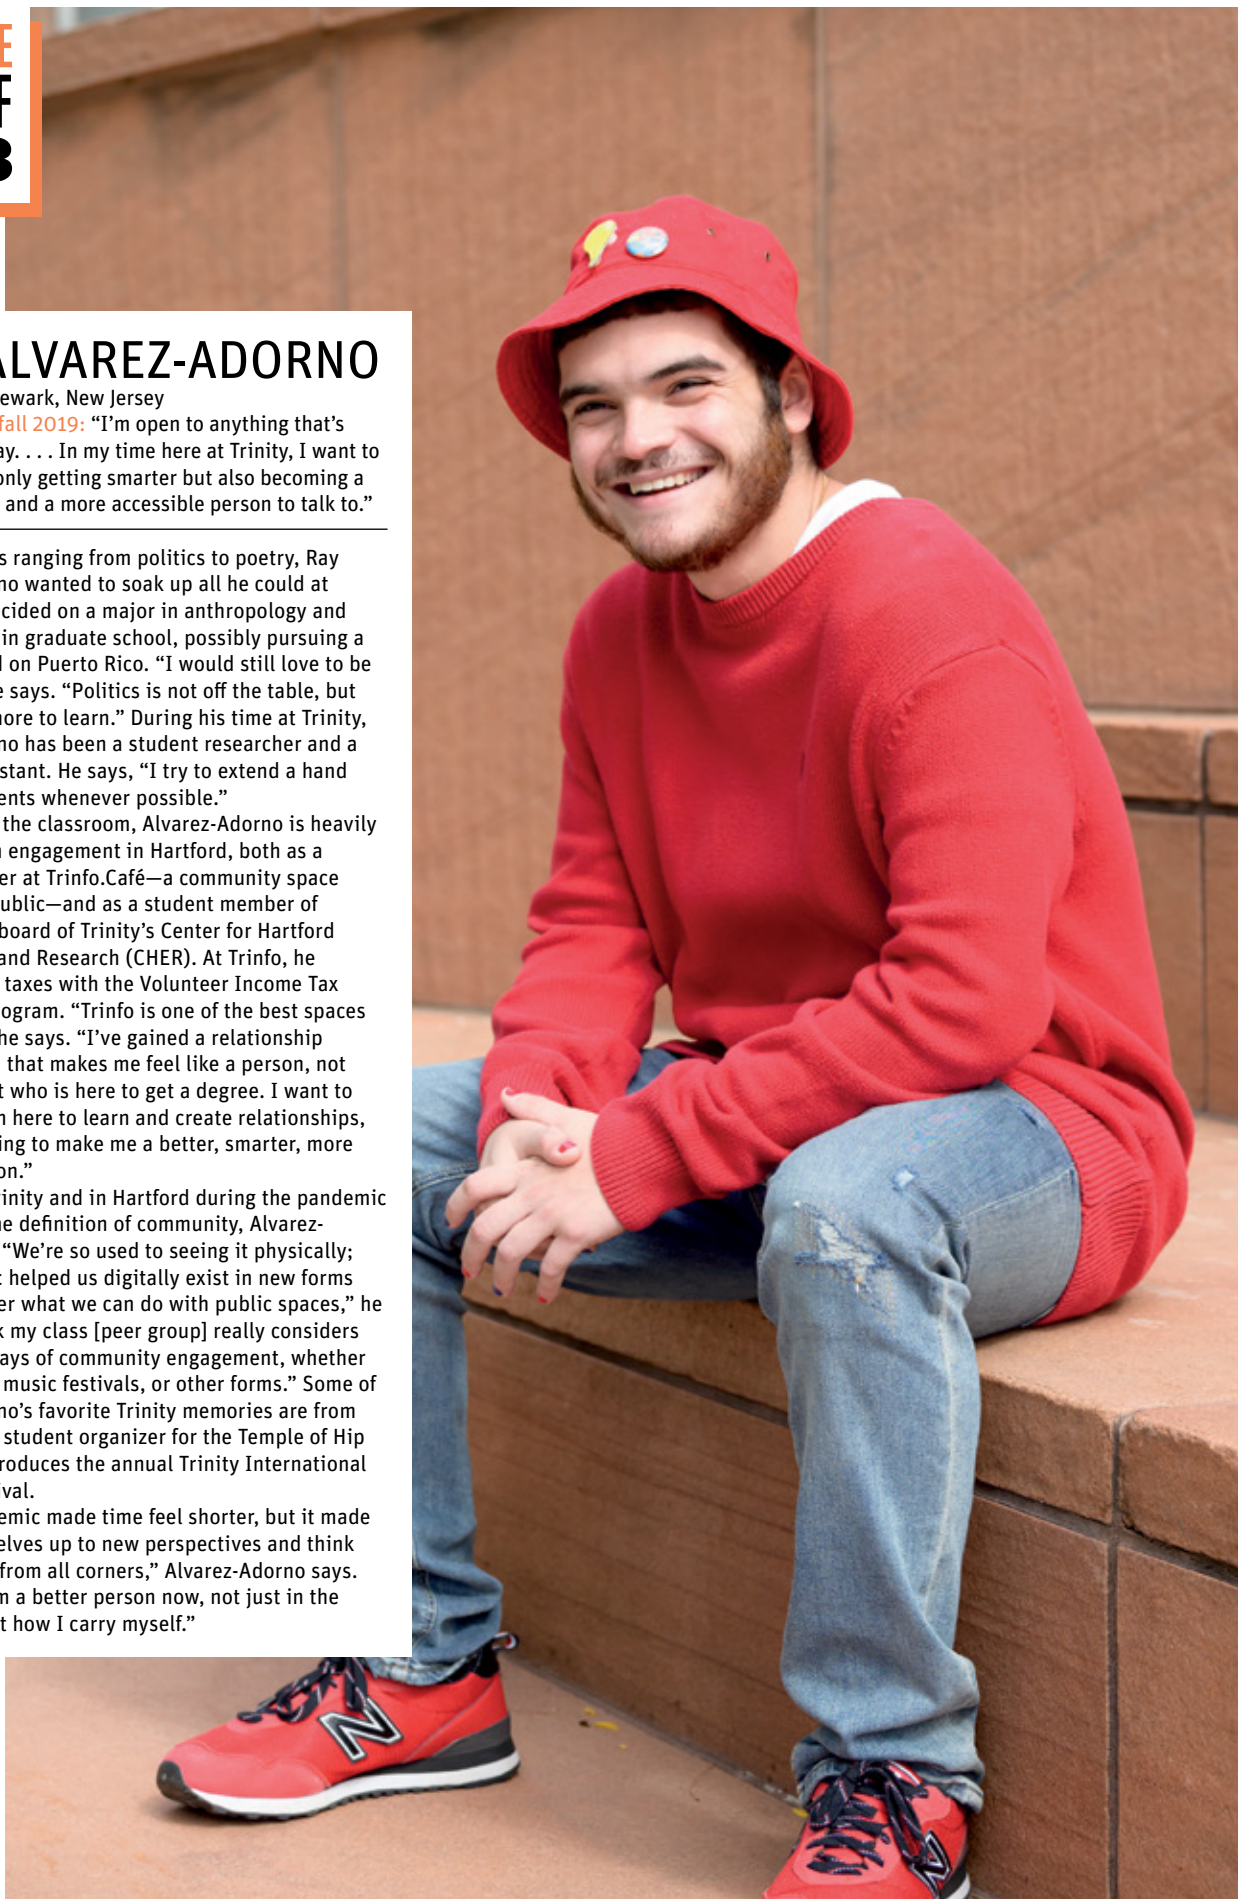 E
F
3
ALVAREZ-ADORNO
ewark, New Jersey
fall 2019: “I’m open to anything that’s
ay. . . . In my time here at Trinity, I want to
only getting smarter but also becoming a
and a more accessible person to talk to.”
s ranging from politics to poetry, Ray
no wanted to soak up all he could at
cided on a major in anthropology and
in graduate school, possibly pursuing a
d on Puerto Rico. “I would still love to be
e says. “Politics is not off the table, but
more to learn.” During his time at Trinity,
no has been a student researcher and a
stant. He says, “I try to extend a hand
ents whenever possible.”
the classroom, Alvarez-Adorno is heavily
n engagement in Hartford, both as a
er at Trinfo.Café—a community space
public—and as a student member of
board of Trinity’s Center for Hartford
and Research (CHER). At Trinfo, he
taxes with the Volunteer Income Tax
ogram. “Trinfo is one of the best spaces
he says. “I’ve gained a relationship
that makes me feel like a person, not
t who is here to get a degree. I want to
n here to learn and create relationships,
ing to make me a better, smarter, more
on.”
rinity and in Hartford during the pandemic
he definition of community, Alvarez-
“We’re so used to seeing it physically;
t helped us digitally exist in new forms
er what we can do with public spaces,” he
k my class [peer group] really considers
ays of community engagement, whether
music festivals, or other forms.” Some of
no’s favorite Trinity memories are from
student organizer for the Temple of Hip
roduces the annual Trinity International
ival.
emic made time feel shorter, but it made
elves up to new perspectives and think
from all corners,” Alvarez-Adorno says.
m a better person now, not just in the
t how I carry myself.”
N
N